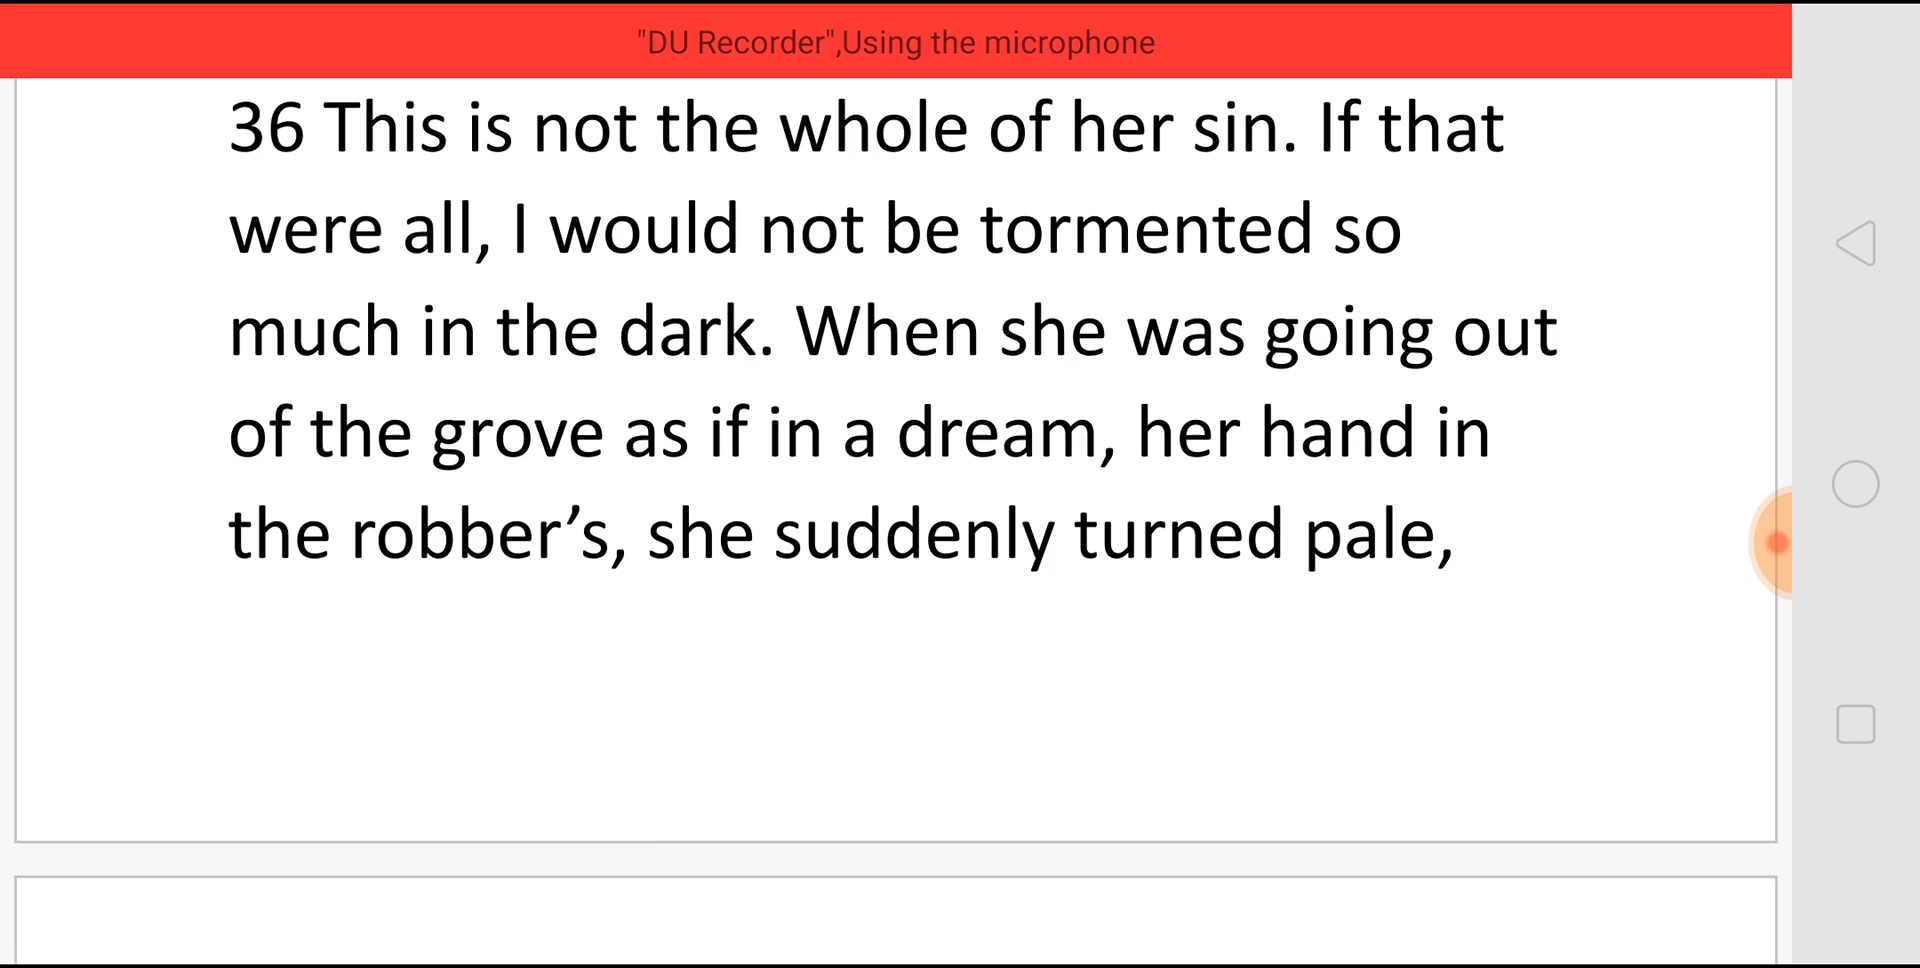 "DU Recorder",Using the microphone
36 This is not the whole of her sin. If that
were all, I would not be tormented so
much in the dark. When she was going out
of the grove as if in a dream, her hand in
the robber’s, she suddenly turned pale,